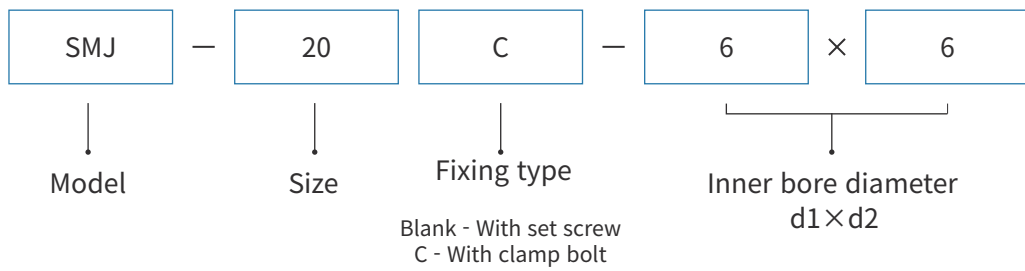 SMJ — 20 C — 6 × 6
Model
Size
Fixing type
Blank - With set screw
C - With clamp bolt
Inner bore diameter
d1×d2